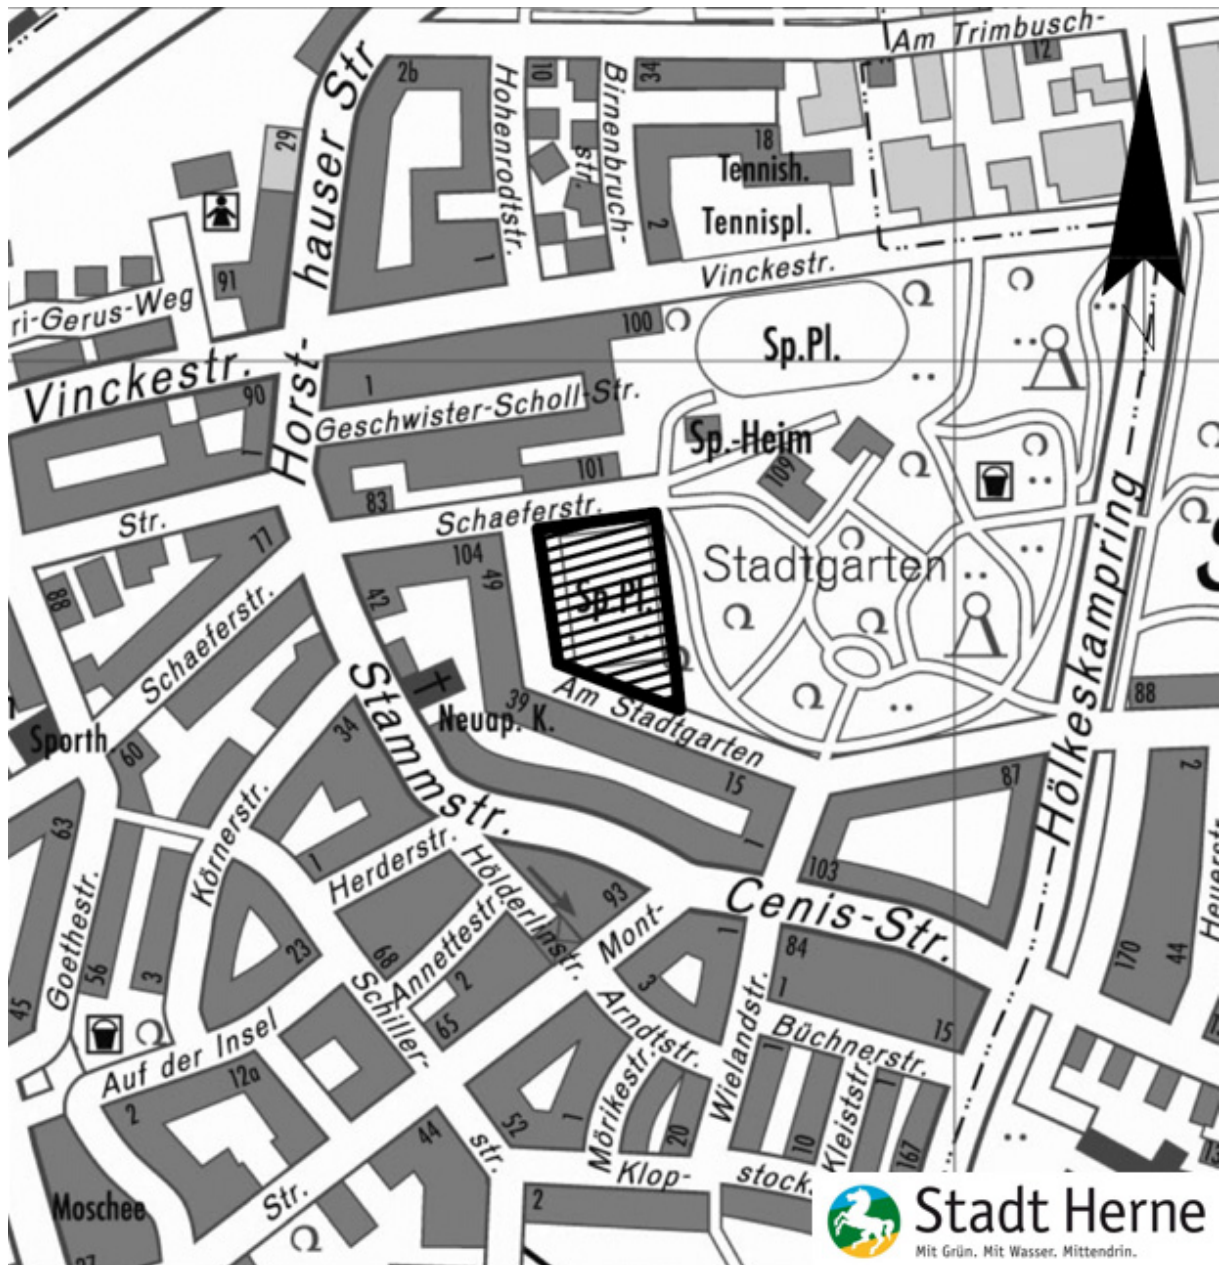 Am Trimbusch-
12
2b
Hohenrodtstr.
10
Birnenbruch-
str.
34
29
Horst-
hauser Str
18
Tennish.
Tennispl.
2
1
91
Vinckestr.
ri-Gerus-Weg
100
Sp.Pl.
Vinckestr.
90
1
1
Geschwister-Scholl-Str.
Sp.-Heim
109
101
83
Schaeferstr.
Str.
77
104
49
42
88
Sp.Pl.
Stadtgarten
Hölkeskampring
S
Schaeferstr.
Stammstr.
39
Am Stadtgarten
Neuap. K.
88
Sporth.
60
34
15
1
87
2
63
Körnerstr.
1
Herderstr.
Hölderlinstr.
93
103
Cenis-Str.
Mont-
Heuerstr
Goethestr.
56
3
23
68
Annettestr.
2
65
1
3
84
1
15
170
44
45
Schiller-
str.
Arndtstr.
Wielandstr.
Büchnerstr.
Auf der Insel
12a
2
44
52
1
Mörikestr.
20
1
10
Kleiststr.
1
167
Klop-
stock
2
Str.
Moschee
27
13
Stadt Herne
Mit Grün. Mit Wasser. Mittendrin.